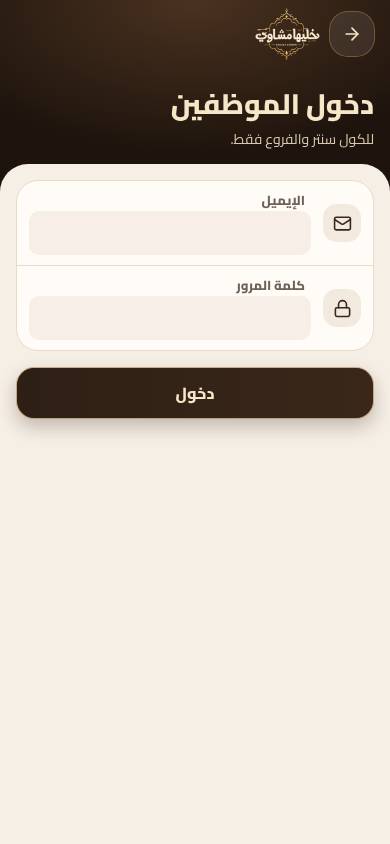 خليها مشاوي
دخول الموظفين
للكول سنتر والفروع فقط.
الإيميل
كلمة المرور
دخول